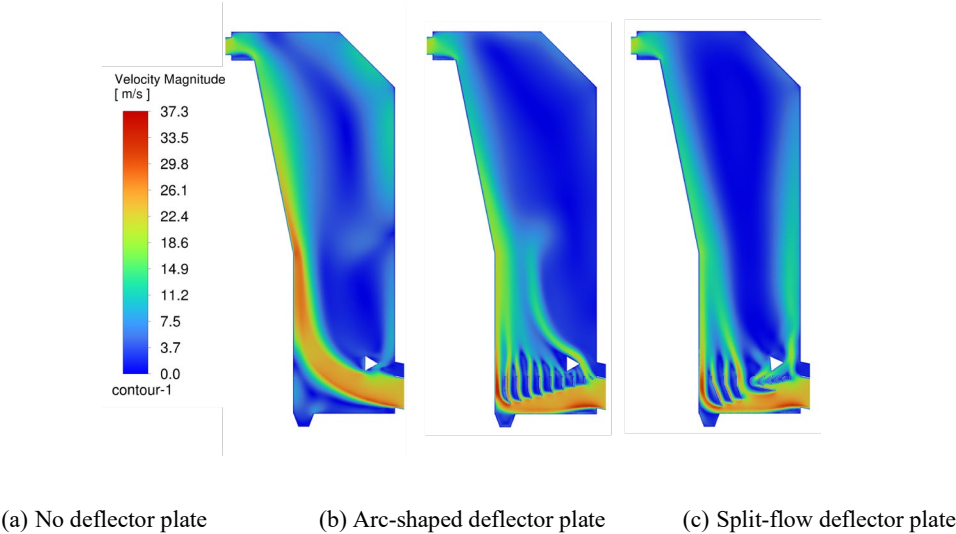 Velocity Magnitude
[ m/s ]
37.3
33.5
29.8
26.1
22.4
18.6
14.9
11.2
7.5
3.7
0.0
contour-1
(a) No deflector plate
(b) Arc-shaped deflector plate
(c) Split-flow deflector plate